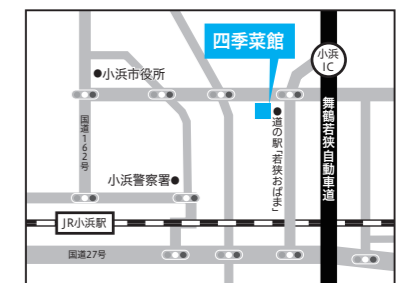 四季菜館
小浜
IC
●小浜市役所
国道162号
●道の駅「若狭おばま」
舞鶴若狭自動車道
小浜警察署●
JR小浜駅
国道27号